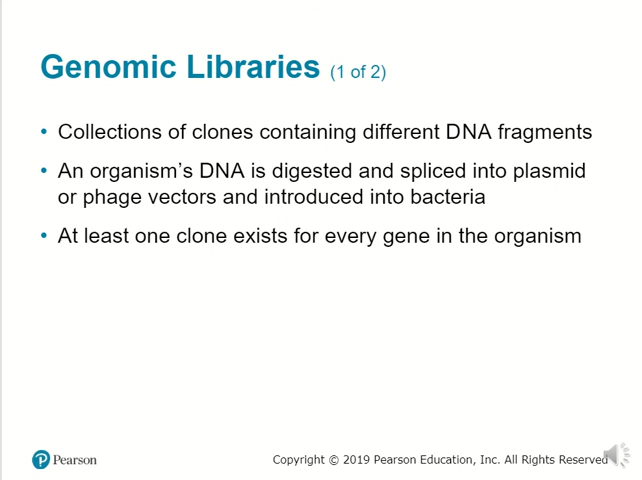 Genomic Libraries (1 of 2)
• Collections of clones containing different DNA fragments
• An organism's DNA is digested and spliced into plasmid
or phage vectors and introduced into bacteria
• At least one clone exists for every gene in the organism
Pearson
Copyright © 2019 Pearson Education, Inc. All Rights Reserved